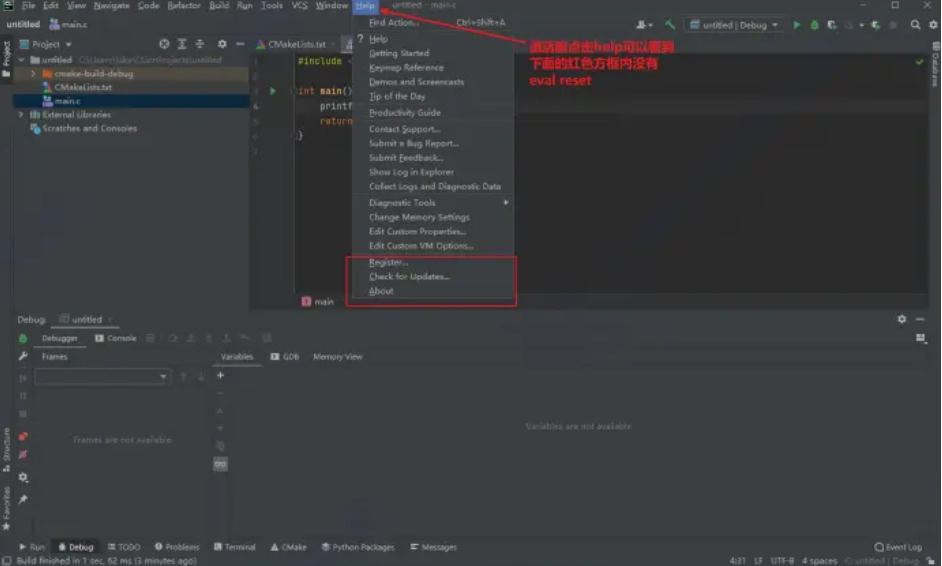 File Edit View Navigate Code Refactor Build Run Tools VCS Window Help untitled - main.c
untitled main.c
untitled | Debug
Project
CMakeLists.txt
Project
Database
untitled
cmake-build-debug
CMakeLists.txt
main.c
External Libraries
Scratches and Consoles
#include <
int main()
printf
return
}
Find Action... Ctrl+Shift+A
Help
Getting Started
Keymap Reference
Demos and Screencasts
Tip of the Day
Productivity Guide
Contact Support...
Submit a Bug Report...
Submit Feedback...
Show Log in Explorer
Collect Logs and Diagnostic Data
Diagnostic Tools
Change Memory Settings
Edit Custom Properties...
Edit Custom VM Options...
Register...
Check for Updates...
About
点击help可以看到
下面的红色方框内没有
eval reset
main
Debug: untitled
Debugger Console
Frames
Variables GDB Memory View
Frames are not available
Variables are not available
Structure
Favorites
Run Debug TODO Problems Terminal CMake Python Packages Messages
Event Log
Build finished in 1 sec, 62 ms (3 minutes ago)
4:31 LF UTF-8 4 spaces C: untitled | Debug